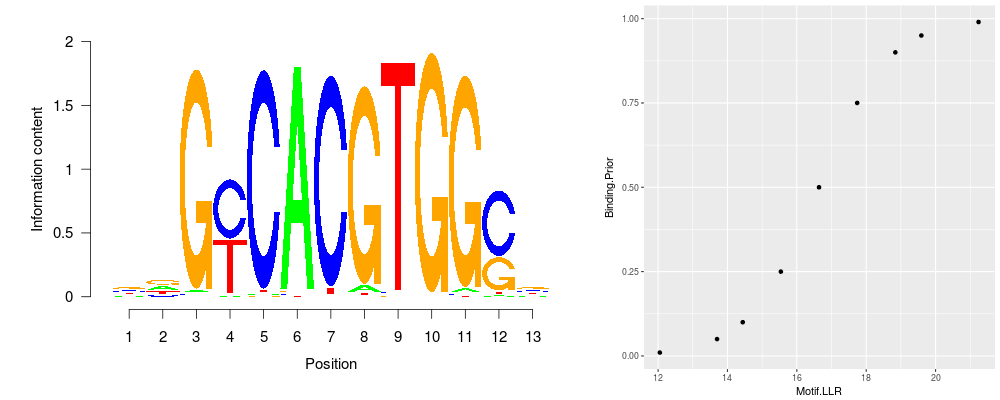 Information content
2
1.5
1
0.5
0
G C T C A C G T G G C G
1 2 3 4 5 6 7 8 9 10 11 12 13
Position
Binding.Prior
1.00
0.75
0.50
0.25
0.00
12 14 16 18 20
Motif.LLR